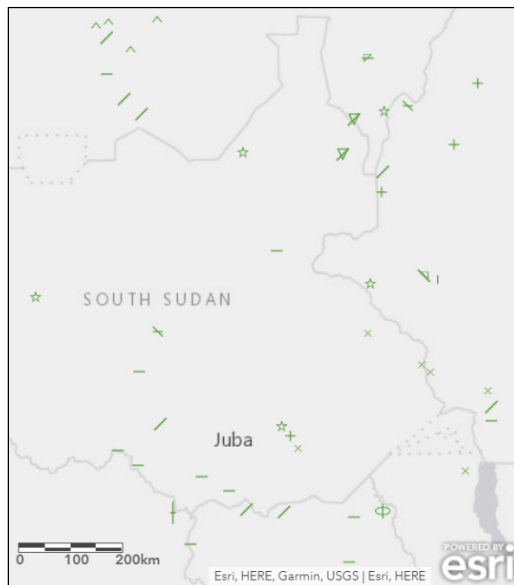 SOUTH SUDAN
Juba
0 100 200km
Esri, HERE, Garmin, USGS | Esri, HERE
POWERED BY
esri